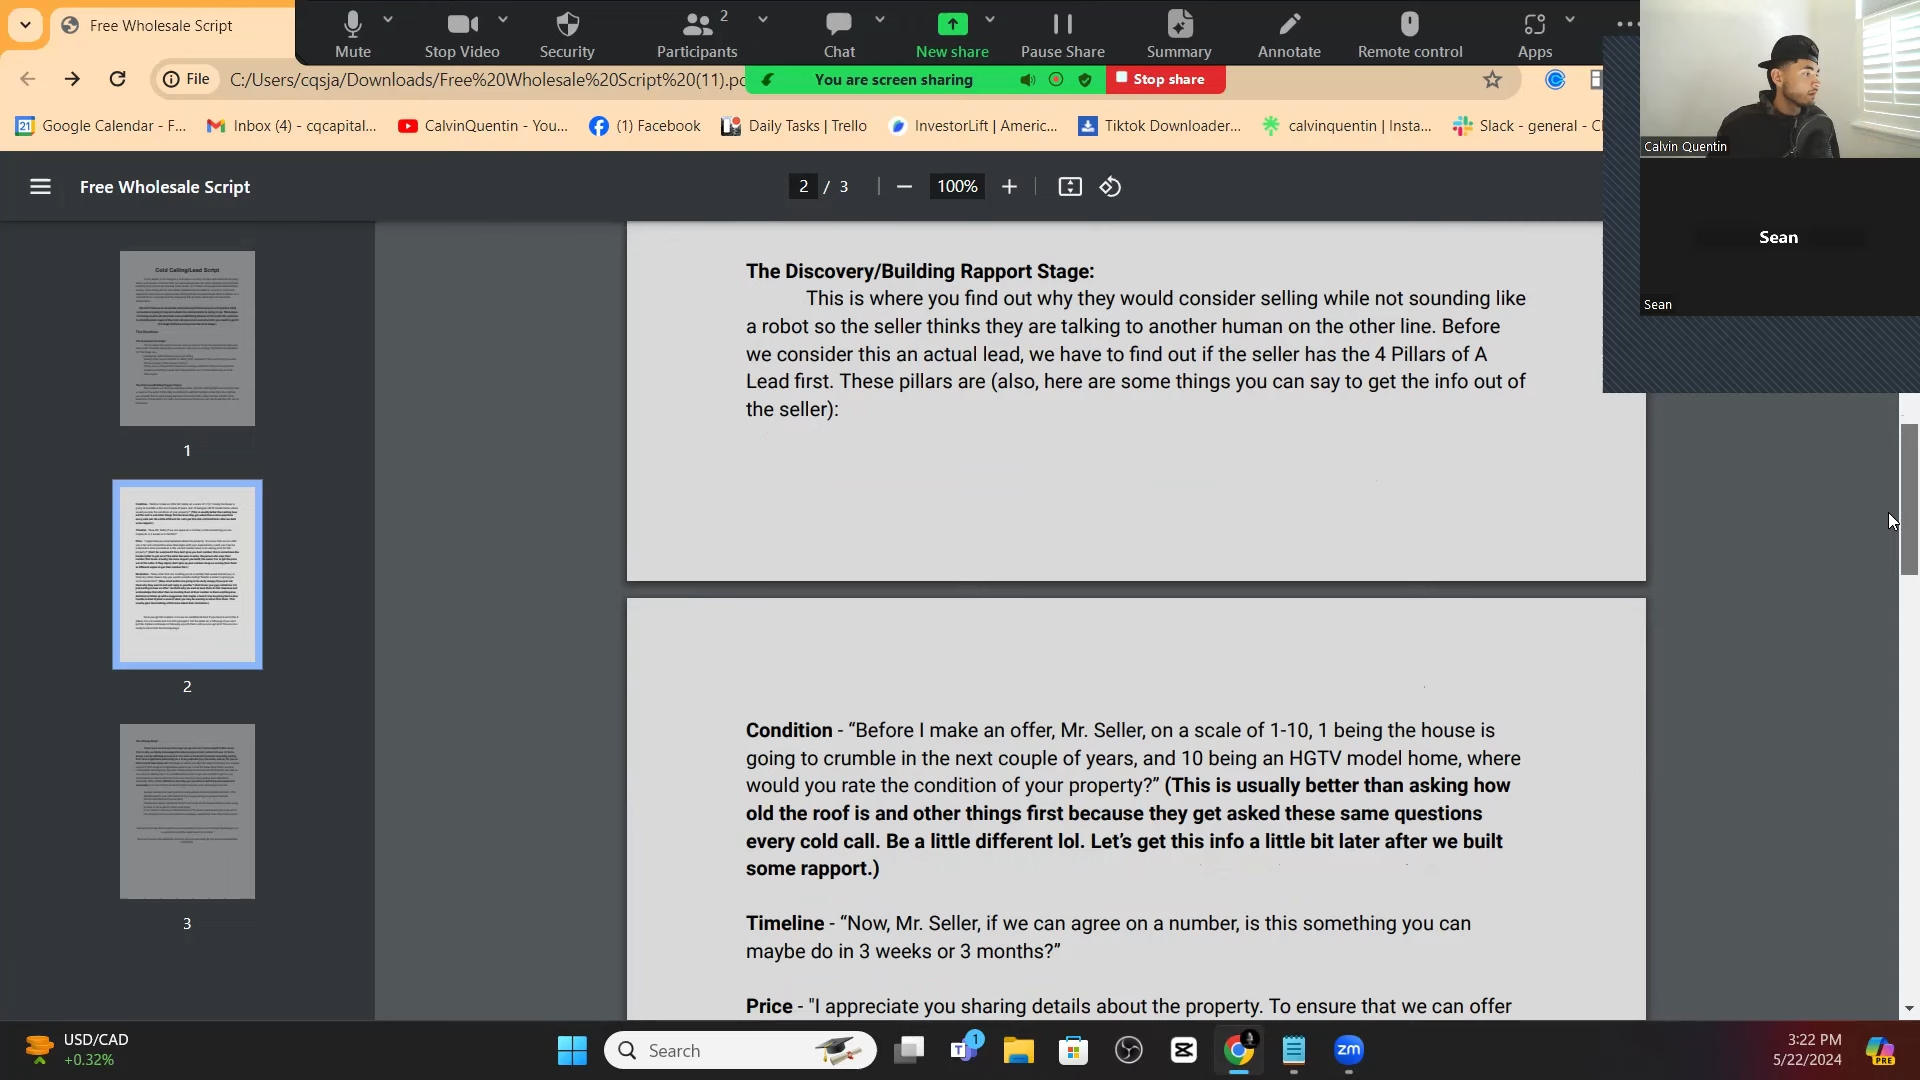 Free Wholesale Script
Mute
Stop Video
Security
2
Participants
Chat
New share
Pause Share
Summary
Annotate
Remote control
Apps
File
C:/Users/cqsja/Downloads/Free%20Wholesale%20Script%20(11).pd
You are screen sharing
Stop share
Google Calendar - F...
Inbox (4) - cqcapital...
CalvinQuentin - You...
(1) Facebook
Daily Tasks | Trello
InvestorLift | Americ...
Tiktok Downloader...
calvinquentin | Insta...
Slack - general - C
Calvin Quentin
Sean
Sean
Free Wholesale Script
2 / 3
100%
Cold Calling/Lead Script
1
2
3
The Discovery/Building Rapport Stage:
This is where you find out why they would consider selling while not sounding like
a robot so the seller thinks they are talking to another human on the other line. Before
we consider this an actual lead, we have to find out if the seller has the 4 Pillars of A
Lead first. These pillars are (also, here are some things you can say to get the info out of
the seller):
Condition - “Before I make an offer, Mr. Seller, on a scale of 1-10, 1 being the house is
going to crumble in the next couple of years, and 10 being an HGTV model home, where
would you rate the condition of your property?” (This is usually better than asking how
old the roof is and other things first because they get asked these same questions
every cold call. Be a little different lol. Let’s get this info a little bit later after we built
some rapport.)
Timeline - “Now, Mr. Seller, if we can agree on a number, is this something you can
maybe do in 3 weeks or 3 months?”
Price - "I appreciate you sharing details about the property. To ensure that we can offer
USD/CAD
+0.32%
Search
1
zm
3:22 PM
5/22/2024
PRE